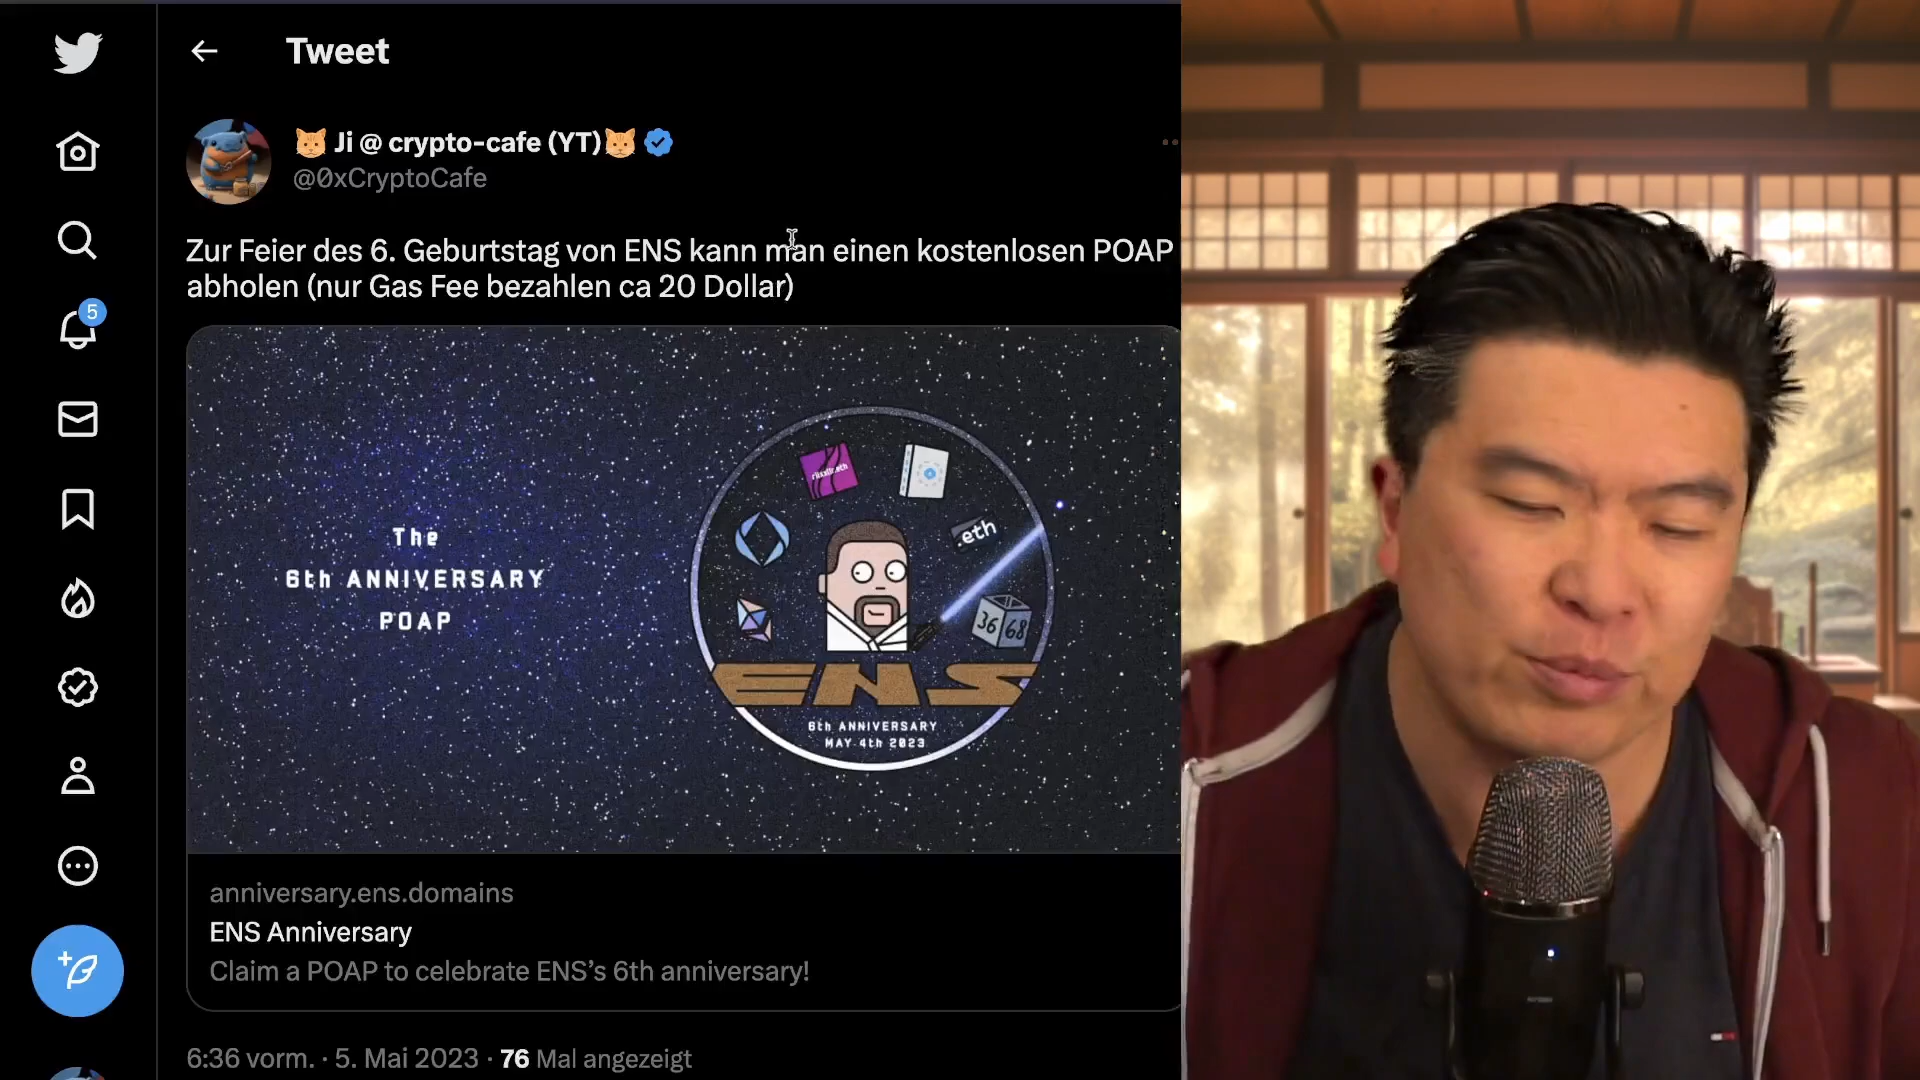 Tweet
Ji @ crypto-cafe (YT)
@0xCryptoCafe
Zur Feier des 6. Geburtstag von ENS kann man einen kostenlosen POAP
abholen (nur Gas Fee bezahlen ca 20 Dollar)
5
The
6th ANNIVERSARY
POAP
.eth
36 68
ENS
6th ANNIVERSARY
MAY 4th 2023
anniversary.ens.domains
ENS Anniversary
Claim a POAP to celebrate ENS’s 6th anniversary!
6:36 vorm. · 5. Mai 2023 · 76 Mal angezeigt